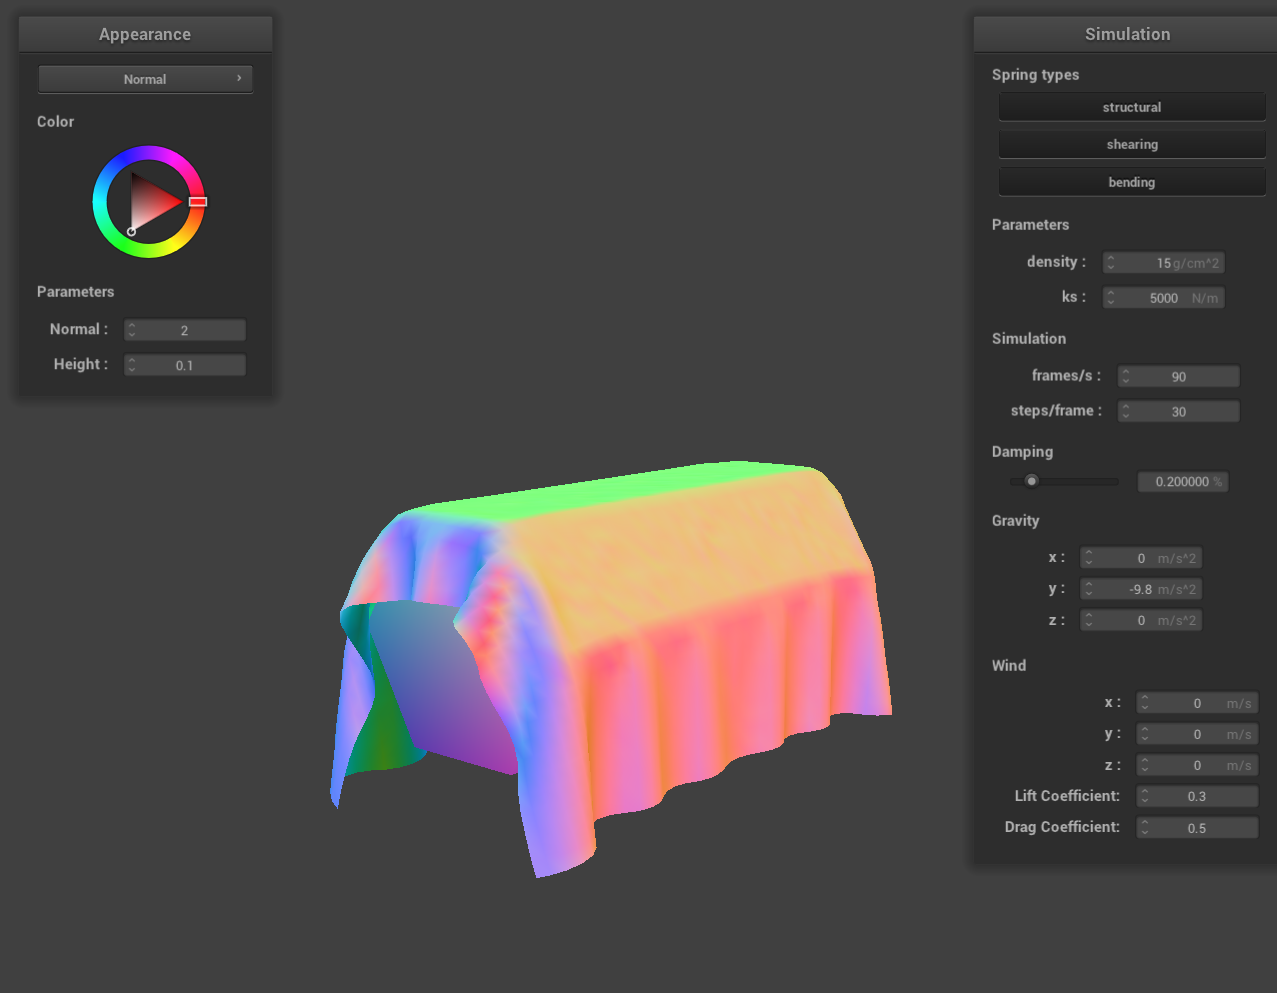 Appearance
Normal
Color
Parameters
Normal : 2
Height : 0.1
Simulation
Spring types
structural
shearing
bending
Parameters
density : 15 g/cm^2
ks : 5000 N/m
Simulation
frames/s : 90
steps/frame : 30
Damping
0.200000 %
Gravity
x : 0 m/s^2
y : -9.8 m/s^2
z : 0 m/s^2
Wind
x : 0 m/s
y : 0 m/s
z : 0 m/s
Lift Coefficient: 0.3
Drag Coefficient: 0.5